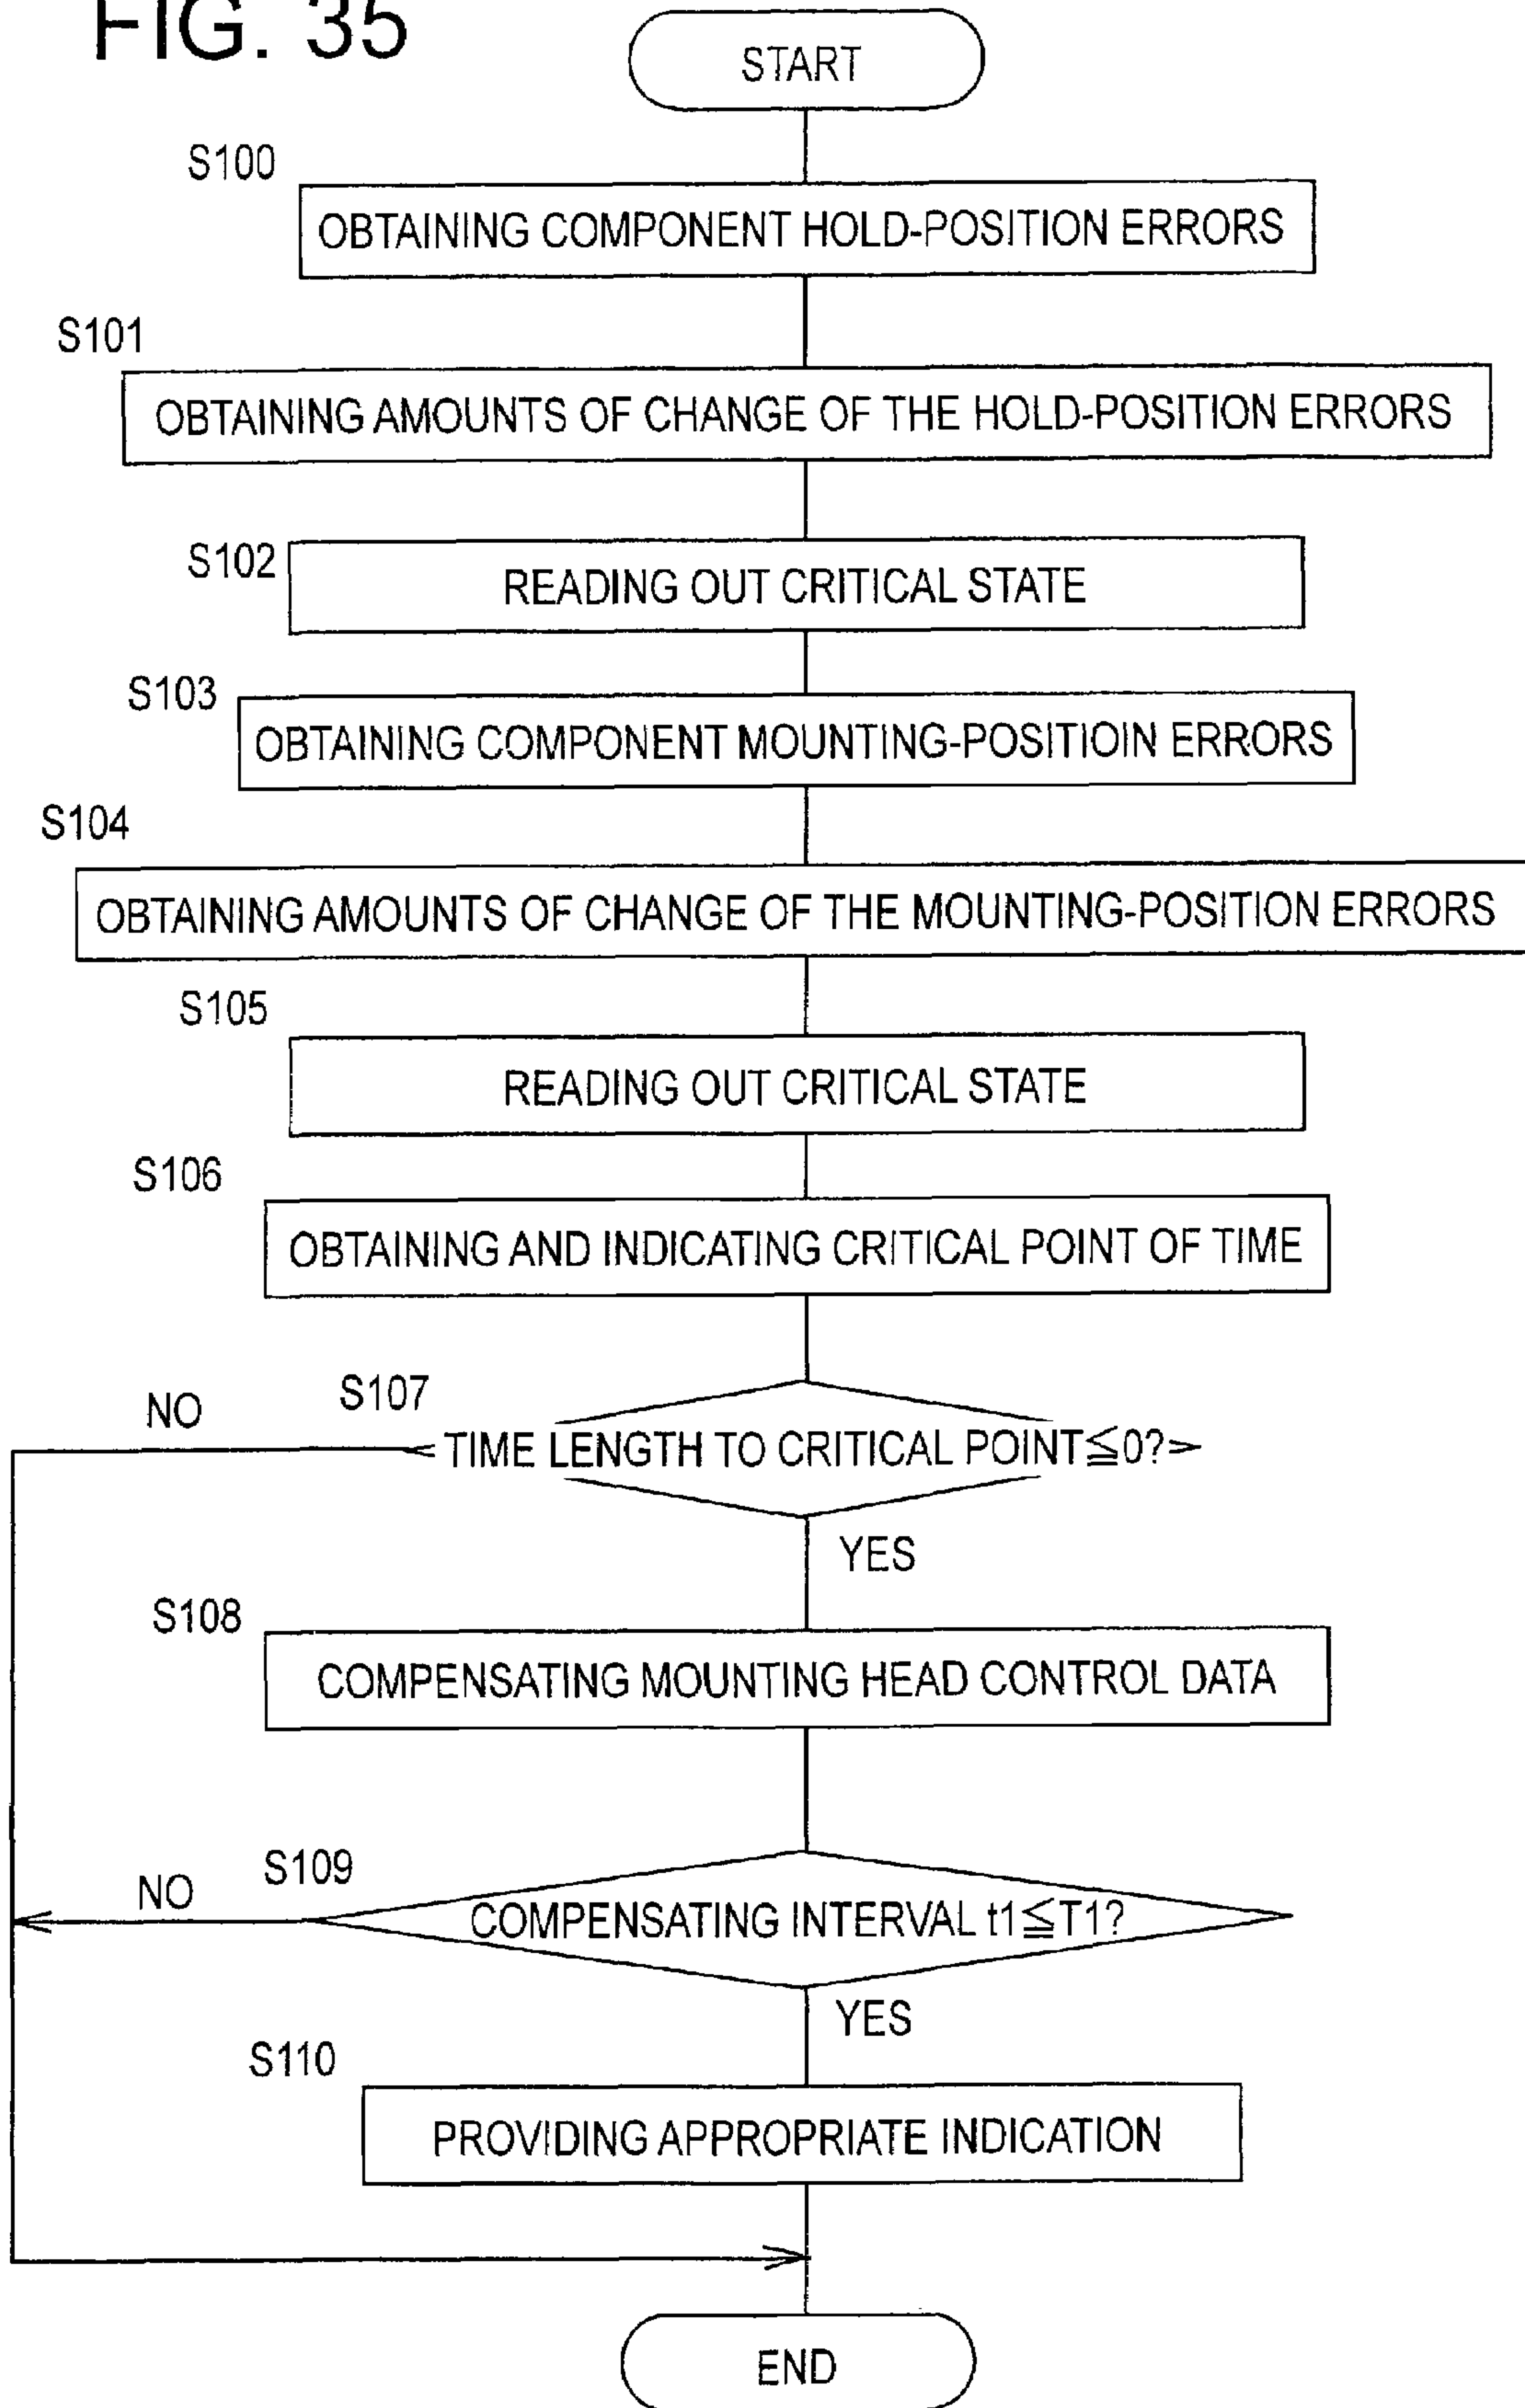 FIG. 35
START
S100
OBTAINING COMPONENT HOLD-POSITION ERRORS
S101
OBTAINING AMOUNTS OF CHANGE OF THE HOLD-POSITION ERRORS
S102
READING OUT CRITICAL STATE
S103
OBTAINING COMPONENT MOUNTING-POSITIOIN ERRORS
S104
OBTAINING AMOUNTS OF CHANGE OF THE MOUNTING-POSITION ERRORS
S105
READING OUT CRITICAL STATE
S106
OBTAINING AND INDICATING CRITICAL POINT OF TIME
S107
NO
TIME LENGTH TO CRITICAL POINT≦0?
YES
S108
COMPENSATING MOUNTING HEAD CONTROL DATA
S109
NO
COMPENSATING INTERVAL t1≦T1?
YES
S110
PROVIDING APPROPRIATE INDICATION
END